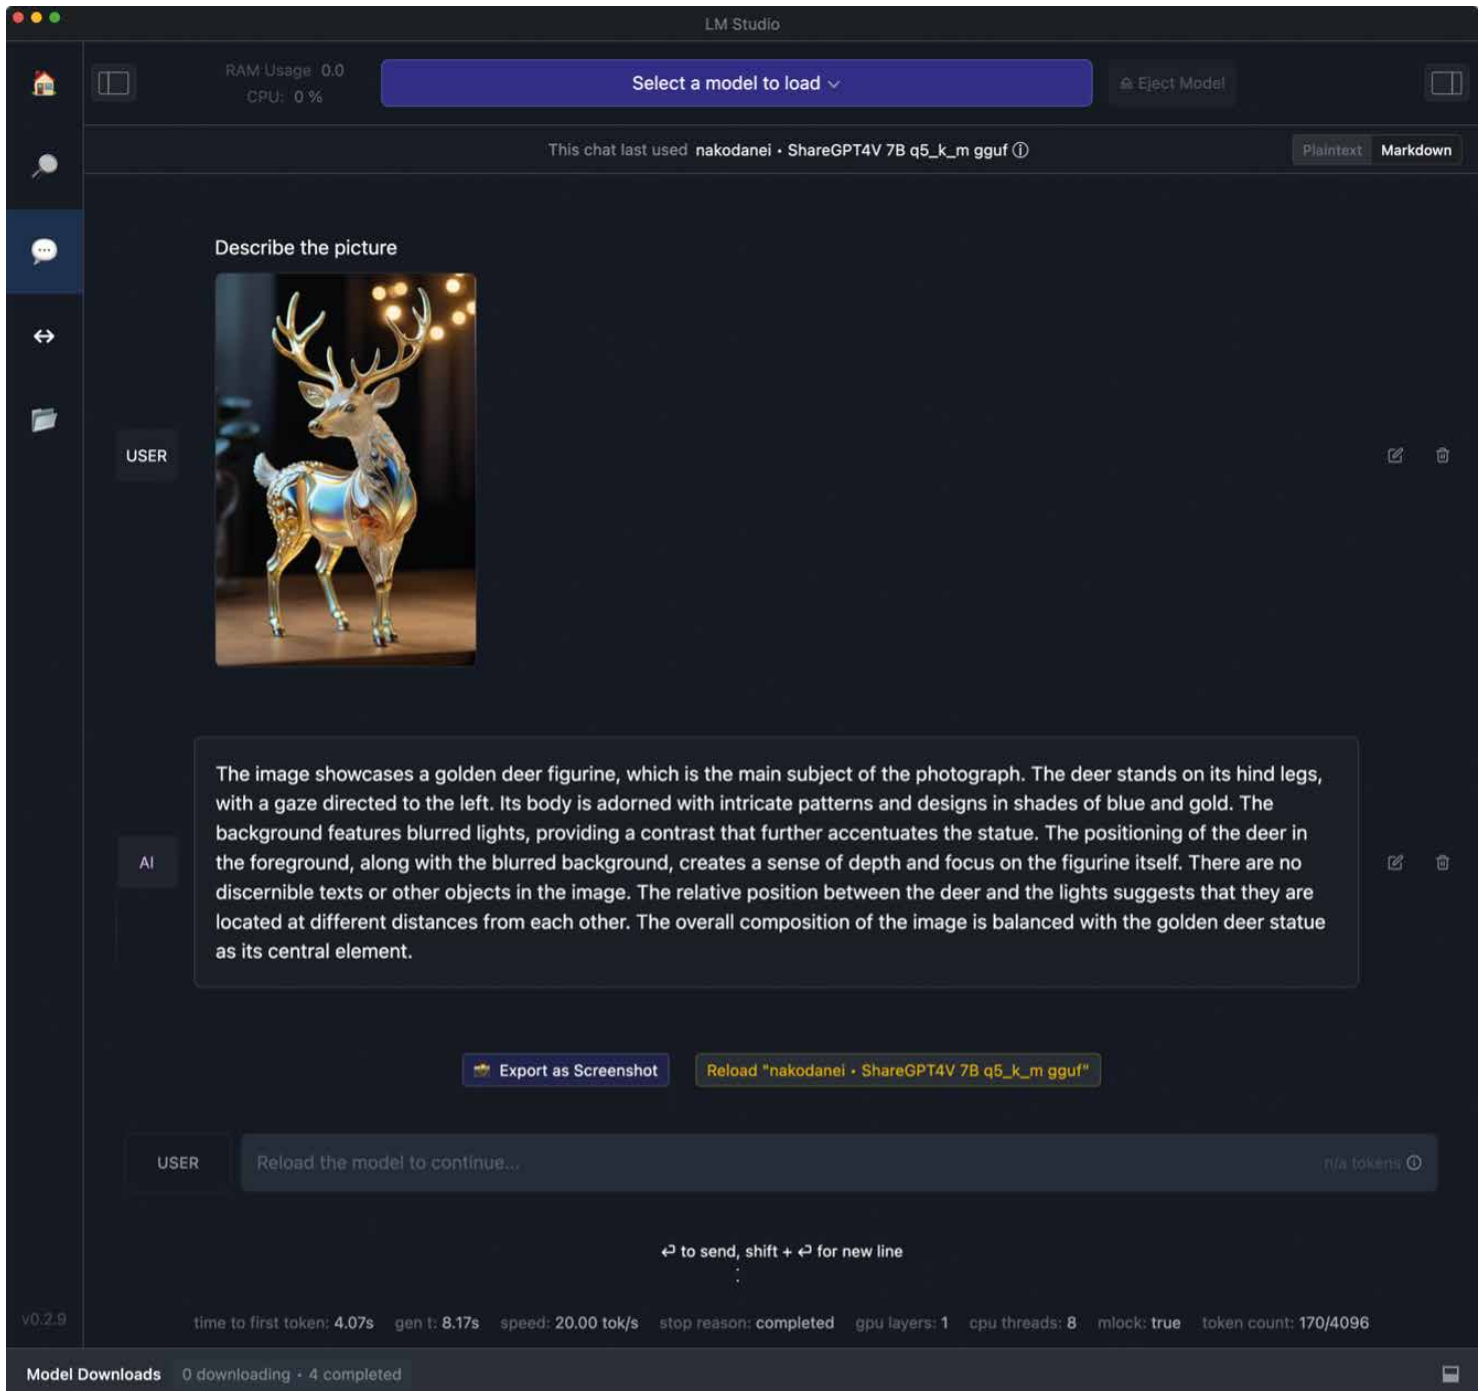 LM Studio
RAM Usage 0.0
CPU: 0 %
Select a model to load
Eject Model
This chat last used nakodanei • ShareGPT4V 7B q5_k_m gguf
Plaintext Markdown
Describe the picture
USER
The image showcases a golden deer figurine, which is the main subject of the photograph. The deer stands on its hind legs,
with a gaze directed to the left. Its body is adorned with intricate patterns and designs in shades of blue and gold. The
background features blurred lights, providing a contrast that further accentuates the statue. The positioning of the deer in
the foreground, along with the blurred background, creates a sense of depth and focus on the figurine itself. There are no
discernible texts or other objects in the image. The relative position between the deer and the lights suggests that they are
located at different distances from each other. The overall composition of the image is balanced with the golden deer statue
as its central element.
AI
Export as Screenshot
Reload "nakodanei • ShareGPT4V 7B q5_k_m gguf"
USER
Reload the model to continue...
n/a tokens
↵ to send, shift + ↵ for new line
v0.2.9
time to first token: 4.07s gen t: 8.17s speed: 20.00 tok/s stop reason: completed gpu layers: 1 cpu threads: 8 mlock: true token count: 170/4096
Model Downloads 0 downloading • 4 completed